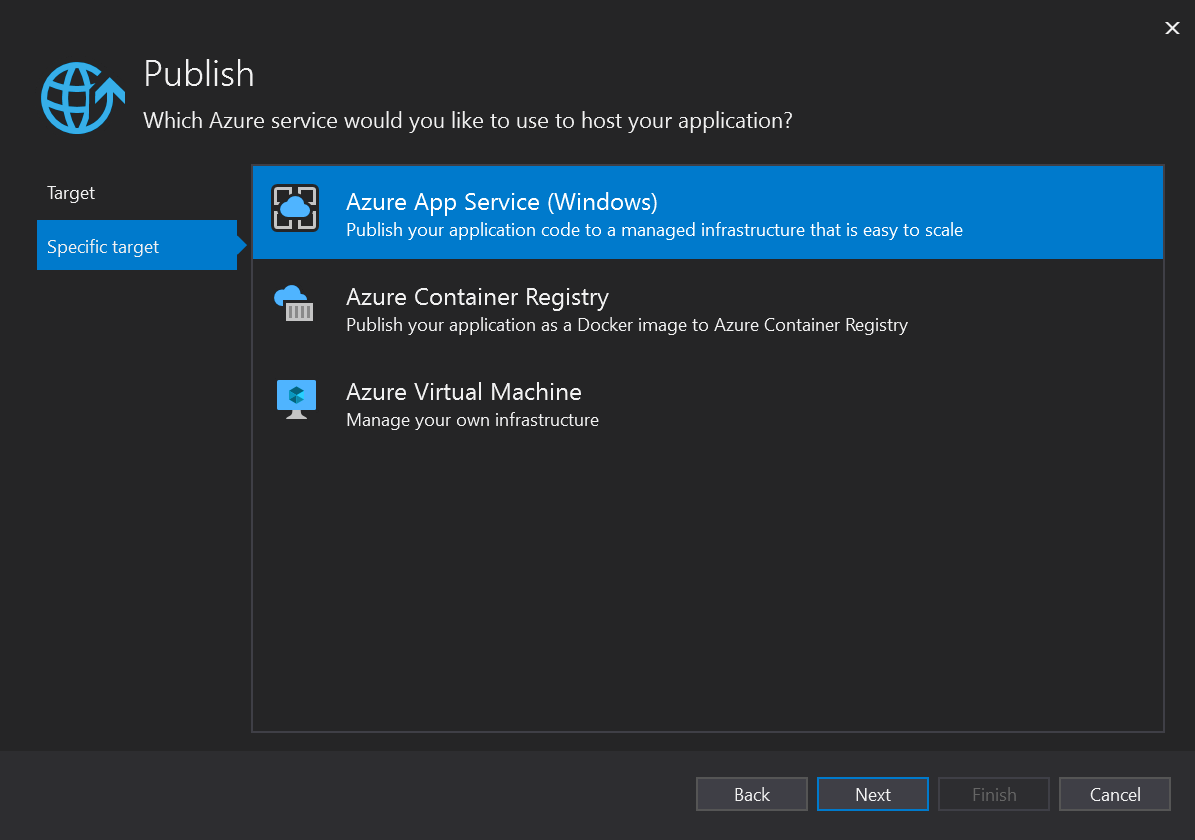 Publish
Which Azure service would you like to use to host your application?
Target
Specific target
Azure App Service (Windows)
Publish your application code to a managed infrastructure that is easy to scale
Azure Container Registry
Publish your application as a Docker image to Azure Container Registry
Azure Virtual Machine
Manage your own infrastructure
Back
Next
Finish
Cancel